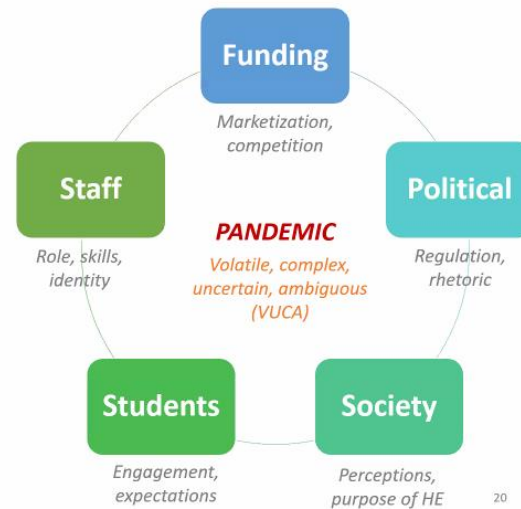 Funding
Marketization,
competition
Staff
Role, skills,
identity
Political
Regulation,
rhetoric
PANDEMIC
Volatile, complex,
uncertain, ambiguous
(VUCA)
Students
Engagement,
expectations
Society
Perceptions,
purpose of HE
20